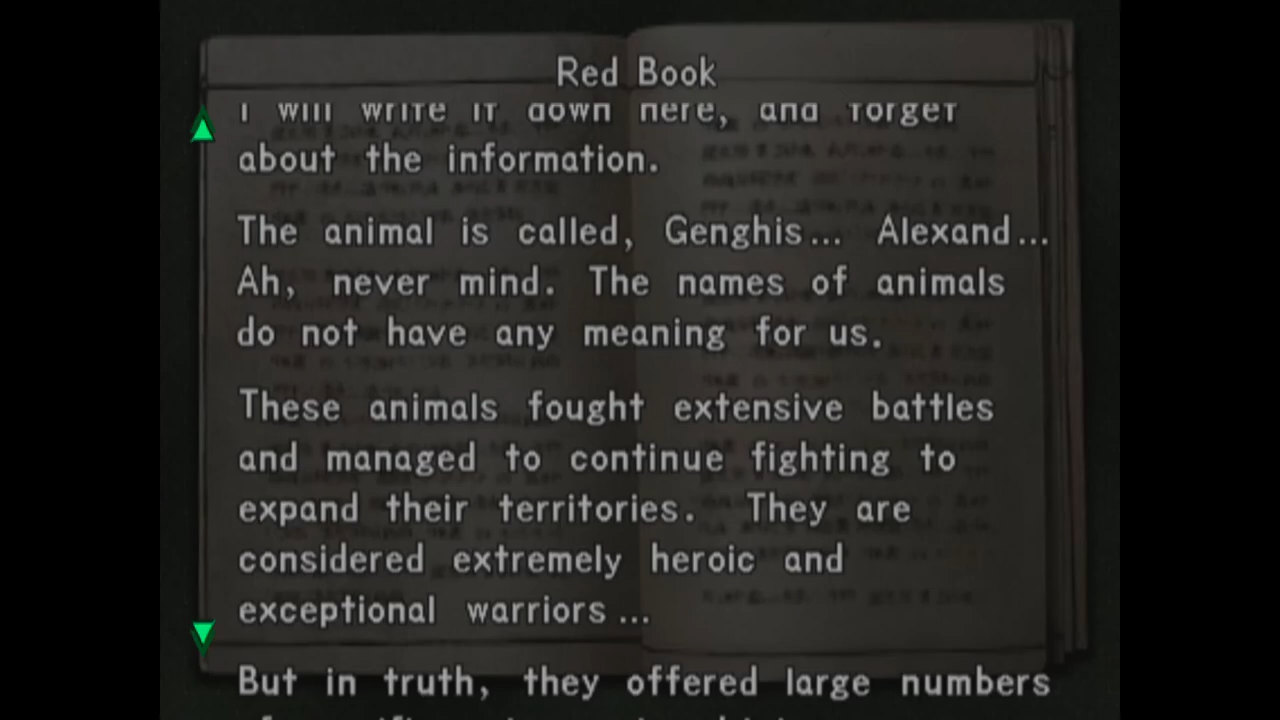 Red Book
I will write it down here, and forget
about the information.
The animal is called, Genghis... Alexand...
Ah, never mind. The names of animals
do not have any meaning for us.
These animals fought extensive battles
and managed to continue fighting to
expand their territories. They are
considered extremely heroic and
exceptional warriors...
But in truth, they offered large numbers